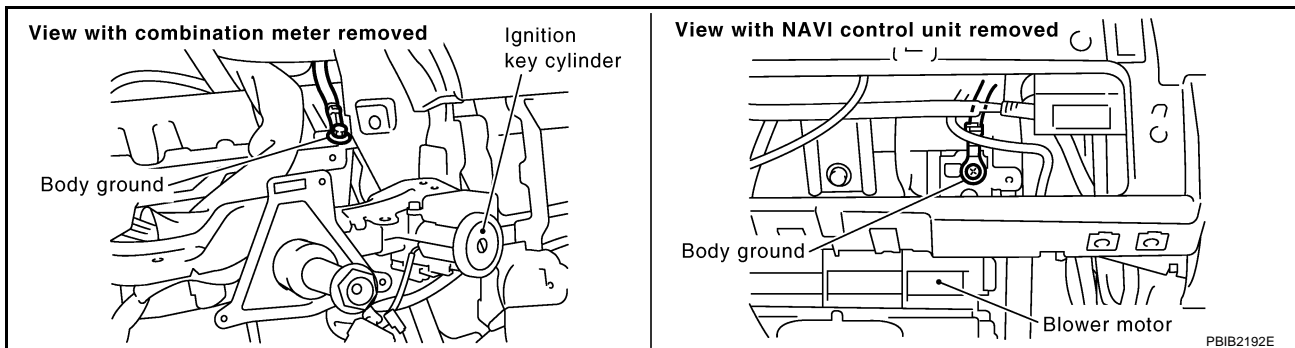 View with combination meter removed
Ignition
key cylinder
Body ground
View with NAVI control unit removed
Body ground
Blower motor
PBIB2192E